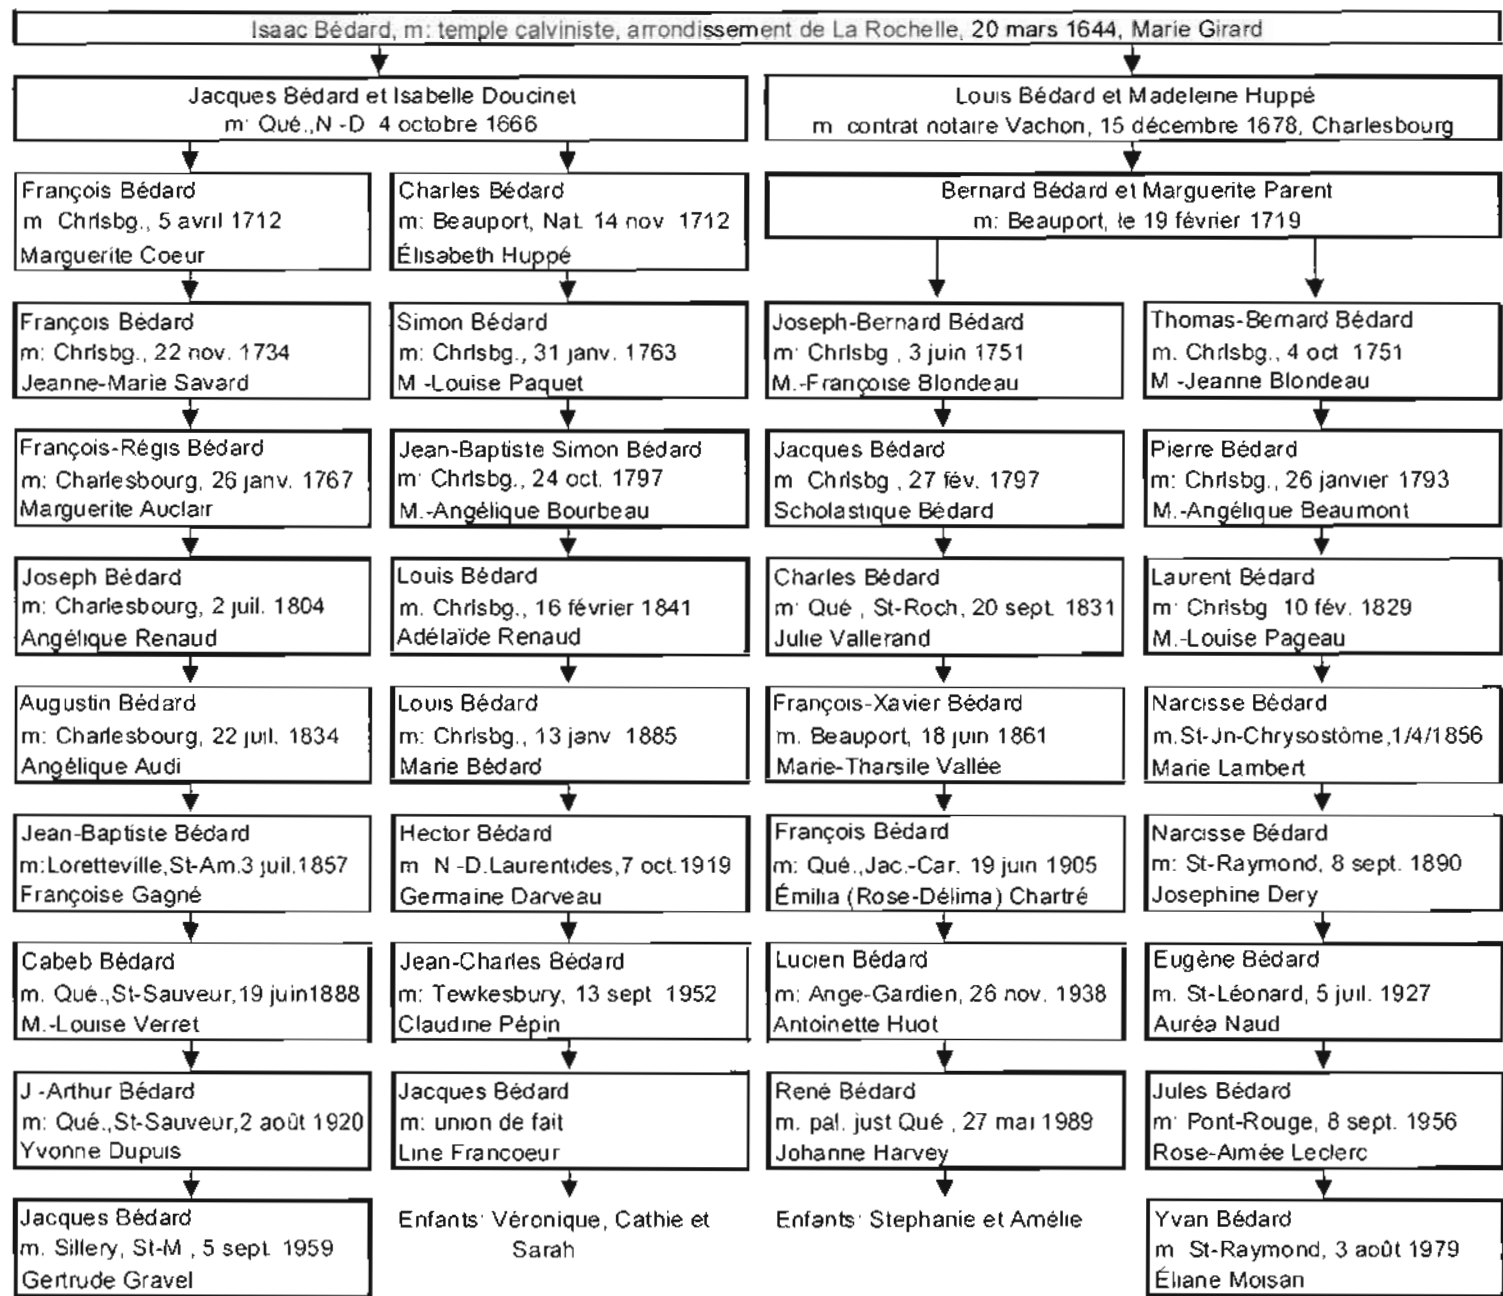 Isaac Bédard, m: temple calviniste, arrondissement de La Rochelle, 20 mars 1644, Marie Girard
Jacques Bédard et Isabelle Doucinet
m: Qué.,N -D 4 octobre 1666
Louis Bédard et Madeleine Huppé
m contrat notaire Vachon, 15 décembre 1678, Charlesbourg
François Bédard
m Chrlsbg., 5 avril 1712
Marguerite Coeur
Charles Bédard
m: Beauport, Nat. 14 nov 1712
Élisabeth Huppé
Bernard Bédard et Marguerite Parent
m: Beauport, le 19 février 1719
François Bédard
m: Chrlsbg., 22 nov. 1734
Jeanne-Marie Savard
Simon Bédard
m: Chrlsbg., 31 janv. 1763
M -Louise Paquet
Joseph-Bernard Bédard
m: Chrlsbg , 3 juin 1751
M.-Françoise Blondeau
Thomas-Bernard Bédard
m. Chrlsbg., 4 oct 1751
M -Jeanne Blondeau
François-Régis Bédard
m: Charlesbourg, 26 janv. 1767
Marguerite Auclair
Jean-Baptiste Simon Bédard
m: Chrlsbg., 24 oct. 1797
M.-Angélique Bourbeau
Jacques Bédard
m Chrlsbg , 27 fév. 1797
Scholastique Bédard
Pierre Bédard
m: Chrlsbg., 26 janvier 1793
M.-Angélique Beaumont
Joseph Bédard
m: Charlesbourg, 2 juil. 1804
Angélique Renaud
Louis Bédard
m. Chrlsbg., 16 février 1841
Adélaïde Renaud
Charles Bédard
m: Qué , St-Roch, 20 sept. 1831
Julie Vallerand
Laurent Bédard
m: Chrlsbg 10 fév. 1829
M.-Louise Pageau
Augustin Bédard
m: Charlesbourg, 22 juil. 1834
Angélique Audi
Louis Bédard
m: Chrlsbg., 13 janv 1885
Marie Bédard
François-Xavier Bédard
m. Beauport, 18 juin 1861
Marie-Tharsile Vallée
Narcisse Bédard
m.St-Jn-Chrysostôme,1/4/1856
Marie Lambert
Jean-Baptiste Bédard
m:Loretteville,St-Am.3 juil.1857
Françoise Gagné
Hector Bédard
m N -D.Laurentides,7 oct.1919
Germaine Darveau
François Bédard
m: Qué.,Jac.-Car. 19 juin 1905
Émilia (Rose-Délima) Chartré
Narcisse Bédard
m: St-Raymond, 8 sept. 1890
Josephine Dery
Cabeb Bédard
m. Qué.,St-Sauveur,19 juin1888
M.-Louise Verret
Jean-Charles Bédard
m: Tewkesbury, 13 sept 1952
Claudine Pépin
Lucien Bédard
m: Ange-Gardien, 26 nov. 1938
Antoinette Huot
Eugène Bédard
m. St-Léonard, 5 juil. 1927
Auréa Naud
J -Arthur Bédard
m: Qué.,St-Sauveur,2 août 1920
Yvonne Dupuis
Jacques Bédard
m: union de fait
Line Francoeur
René Bédard
m. pal. just Qué , 27 mai 1989
Johanne Harvey
Jules Bédard
m: Pont-Rouge, 8 sept. 1956
Rose-Aimée Leclerc
Jacques Bédard
m. Sillery, St-M , 5 sept. 1959
Gertrude Gravel
Enfants: Véronique, Cathie et
Sarah
Enfants: Stephanie et Amélie
Yvan Bédard
m St-Raymond, 3 août 1979
Éliane Moisan